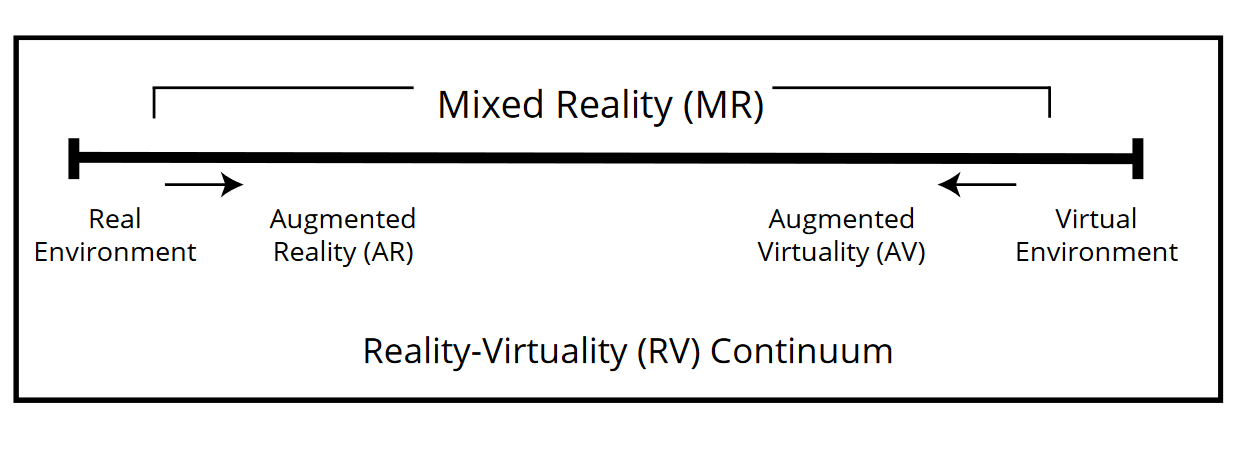 Mixed Reality (MR)
Real
Environment
Augmented
Reality (AR)
Augmented
Virtuality (AV)
Virtual
Environment
Reality-Virtuality (RV) Continuum